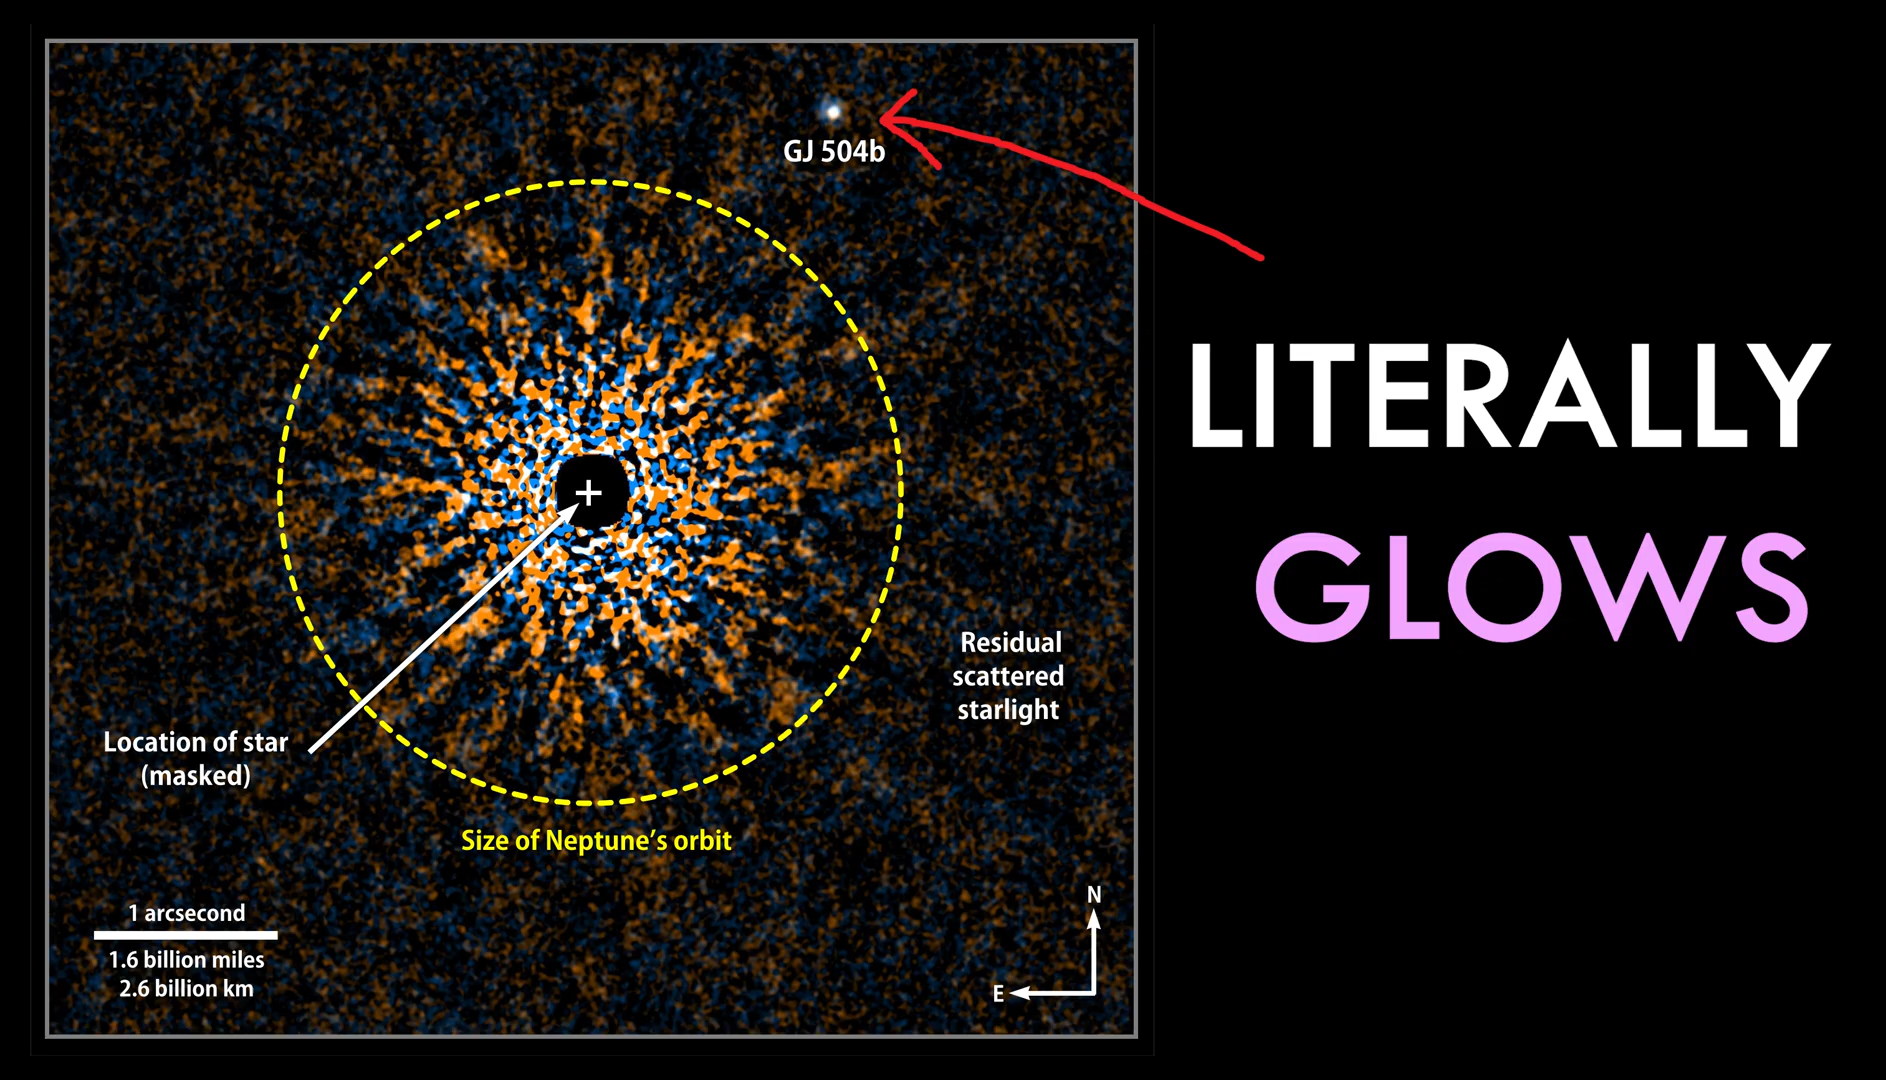 GJ 504b
LITERALLY
GLOWS
Residual
scattered
starlight
Location of star
(masked)
Size of Neptune's orbit
1 arcsecond
1.6 billion miles
2.6 billion km
N
E